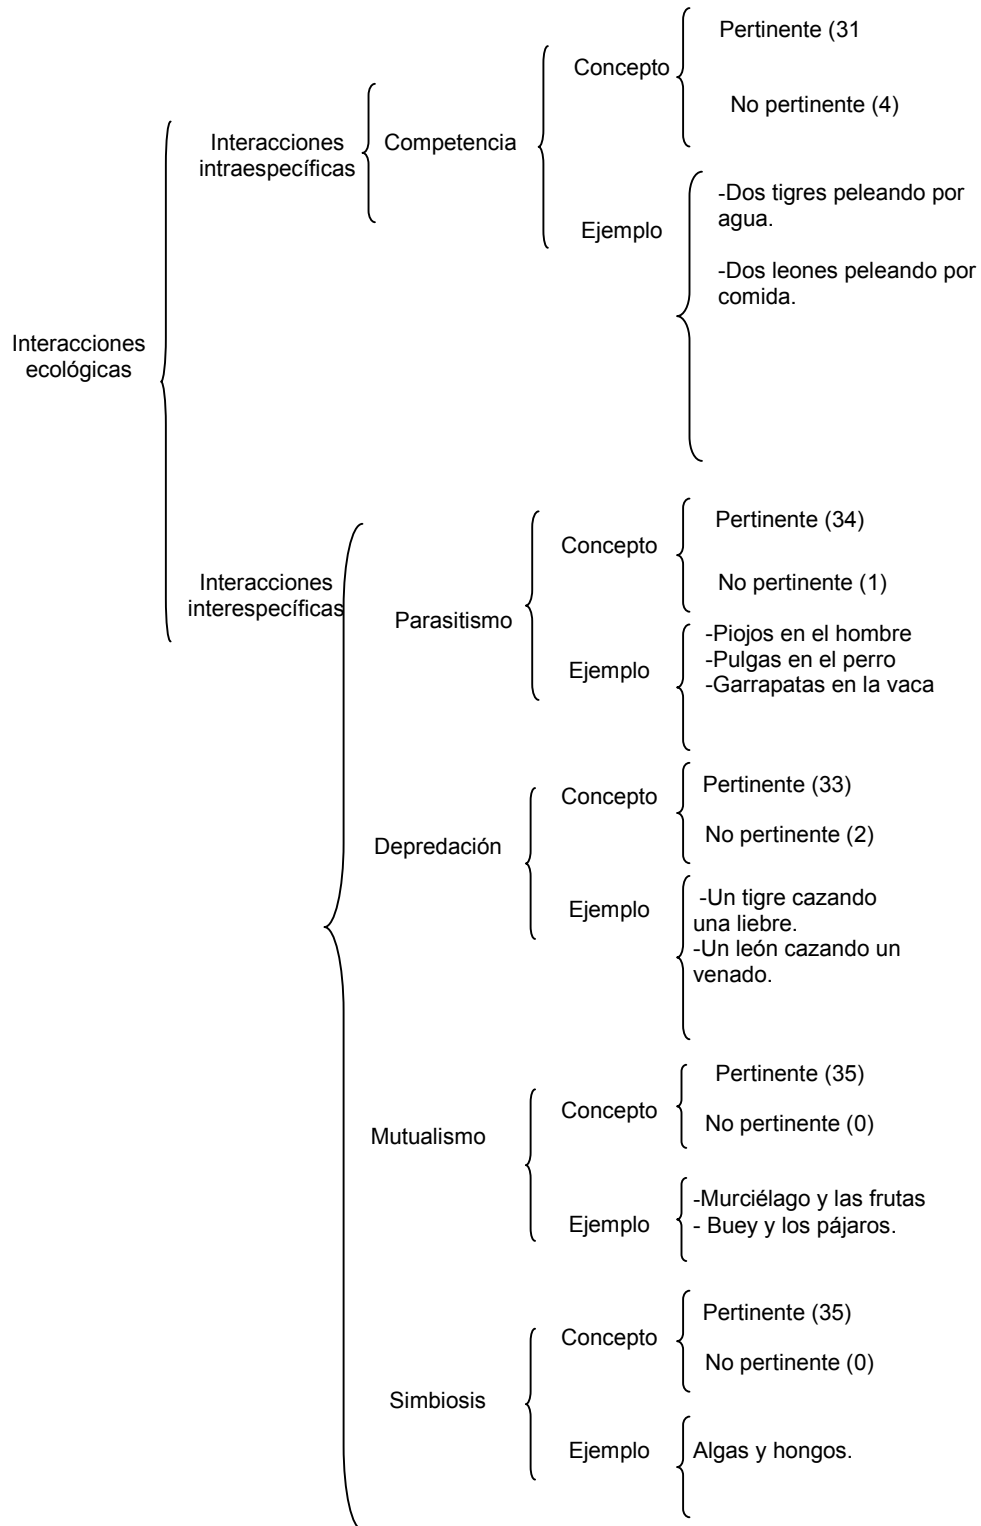 Pertinente (31
Concepto
No pertinente (4)
Interacciones
intraespecíficas
Competencia
-Dos tigres peleando por
agua.
Ejemplo
-Dos leones peleando por
comida.
Interacciones
ecológicas
Pertinente (34)
Concepto
Interacciones
interespecíficas
No pertinente (1)
Parasitismo
-Piojos en el hombre
-Pulgas en el perro
-Garrapatas en la vaca
Ejemplo
Pertinente (33)
Concepto
No pertinente (2)
Depredación
Ejemplo
-Un tigre cazando
una liebre.
-Un león cazando un
venado.
Pertinente (35)
Concepto
No pertinente (0)
Mutualismo
-Murciélago y las frutas
- Buey y los pájaros.
Ejemplo
Pertinente (35)
Concepto
No pertinente (0)
Simbiosis
Ejemplo
Algas y hongos.